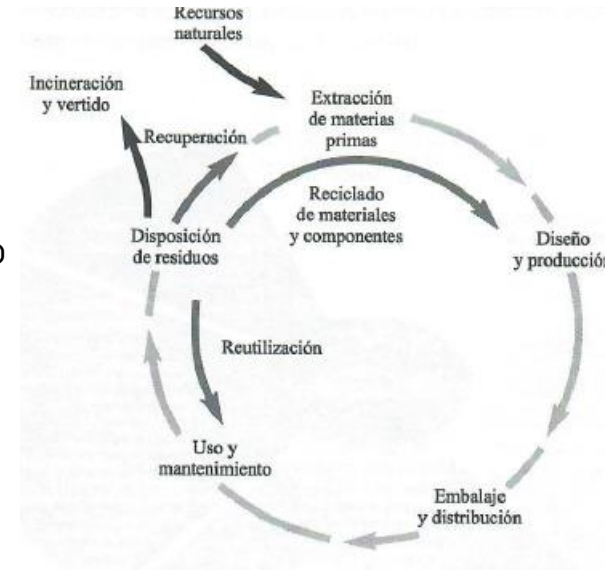 Recursos
naturales
Incineración
y vertido
Extracción
de materias
primas
Recuperación
Reciclado
de materiales
y componentes
Disposición
de residuos
Diseño
y producción
Reutilización
Uso y
mantenimiento
Embalaje
y distribución